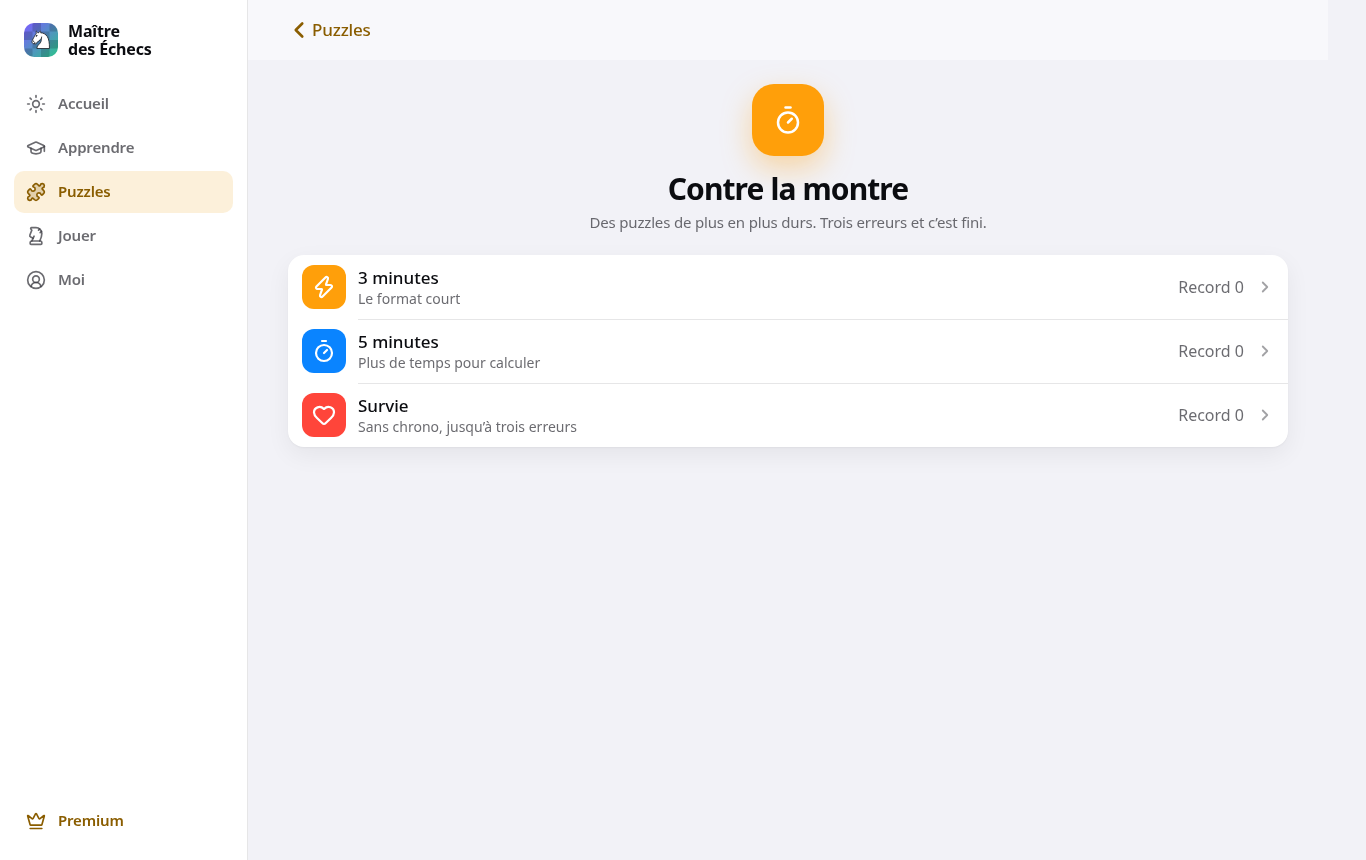 Maître
des Échecs
Accueil
Apprendre
Puzzles
Jouer
Moi
Premium
Puzzles
Contre la montre
Des puzzles de plus en plus durs. Trois erreurs et c’est fini.
3 minutes
Le format court
Record 0
5 minutes
Plus de temps pour calculer
Record 0
Survie
Sans chrono, jusqu’à trois erreurs
Record 0